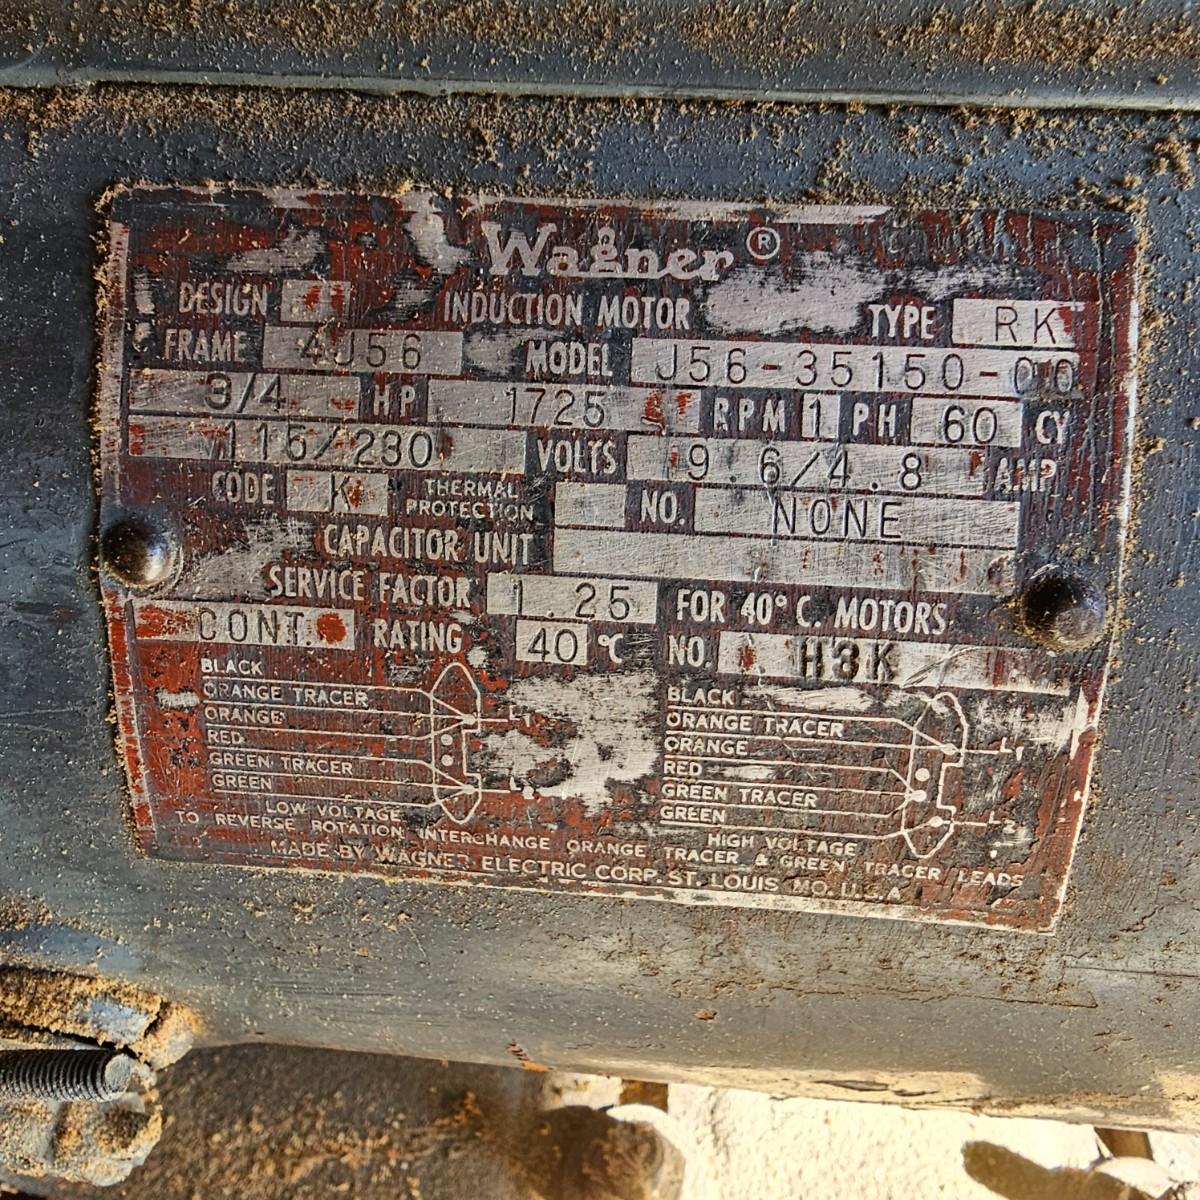 Wagner ®
DESIGN INDUCTION MOTOR TYPE RK
FRAME 4J56 MODEL J56-35150-00
3/4 HP 1725 RPM 1 PH 60 CY
115/230 VOLTS 9.6/4.8 AMP
CODE K THERMAL PROTECTION NO. NONE
CAPACITOR UNIT
SERVICE FACTOR 1.25 FOR 40° C. MOTORS
CONT. RATING 40 °C NO. H3K
BLACK
ORANGE TRACER
ORANGE L1
RED
GREEN TRACER
GREEN
LOW VOLTAGE
BLACK
ORANGE TRACER
ORANGE L1
RED
GREEN TRACER
GREEN L2
HIGH VOLTAGE
TO REVERSE ROTATION INTERCHANGE ORANGE TRACER & GREEN TRACER LEADS
MADE BY WAGNER ELECTRIC CORP. ST. LOUIS MO. U.S.A.